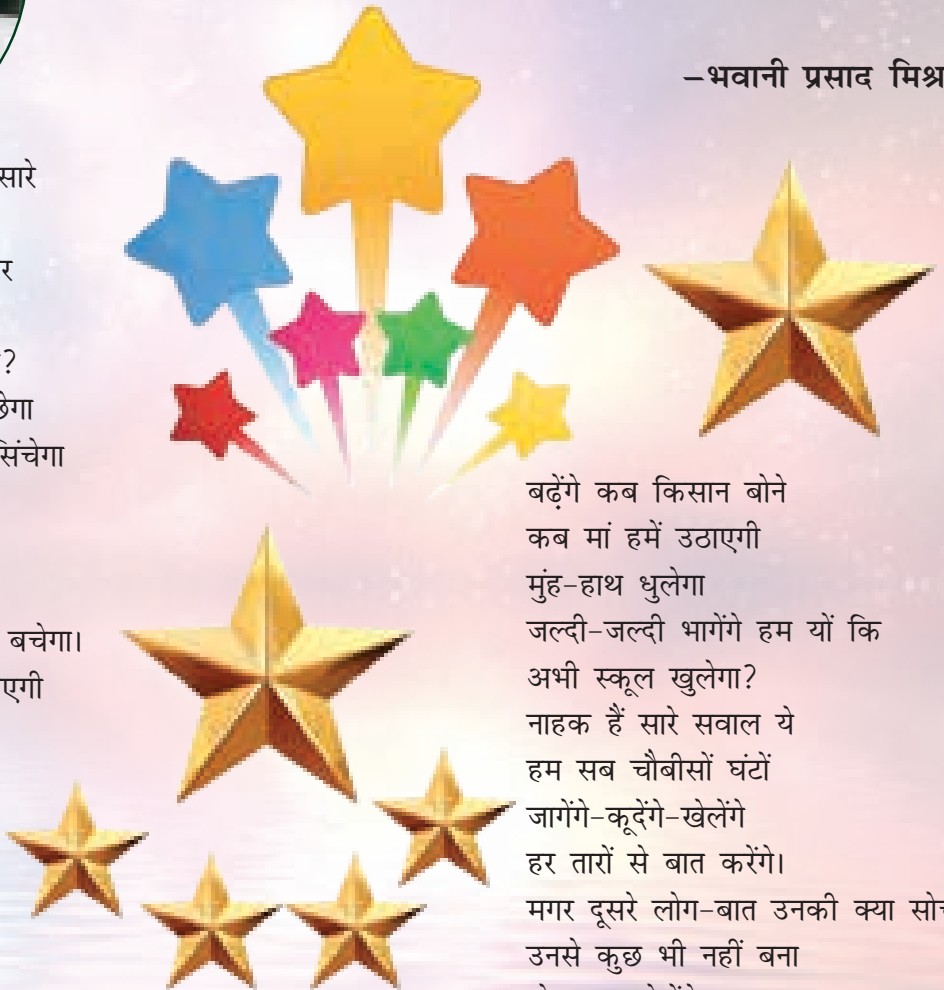 –भवानी प्रसाद मिश्र
सारे
र
?
सिंचेगा
बचेगा।
एगी
बढ़ेंगे कब किसान बोने
कब मां हमें उठाएगी
मुंह-हाथ धुलेगा
जल्दी-जल्दी भागेंगे हम यों कि
अभी स्कूल खुलेगा?
नाहक हैं सारे सवाल ये
हम सब चौबीसों घंटों
जागेंगे-कूदेंगे-खेलेंगे
हर तारों से बात करेंगे।
मगर दूसरे लोग-बात उनकी क्या
उनसे कुछ भी नहीं बना